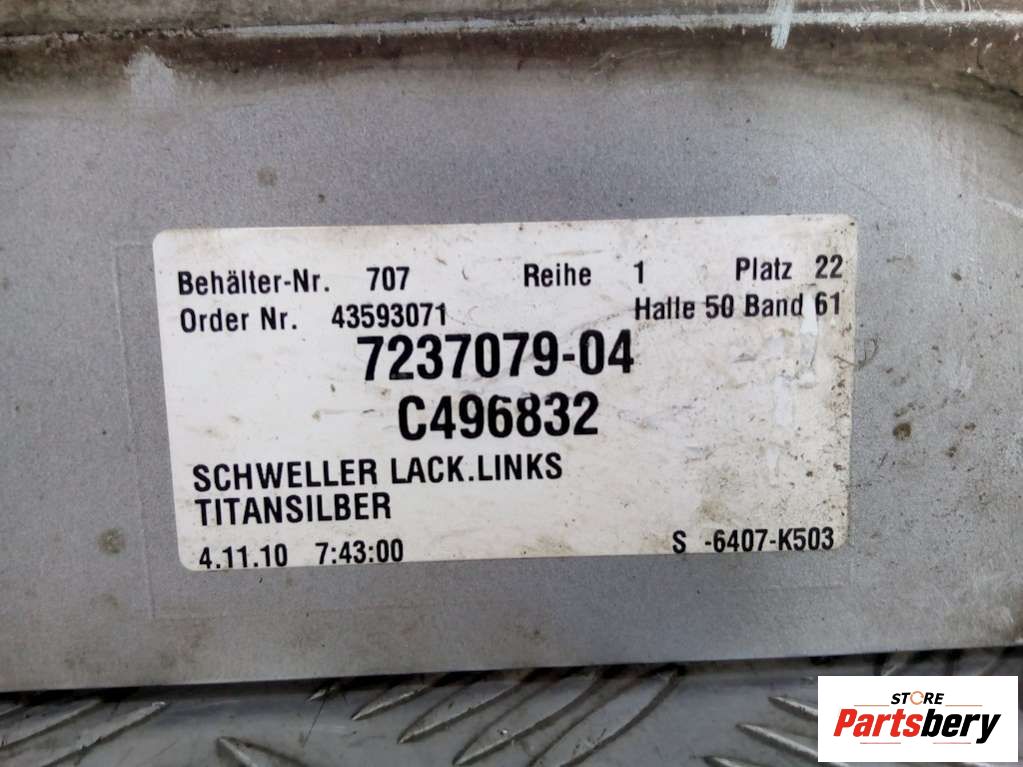 Behälter-Nr. 707 Reihe 1 Platz 22
Order Nr. 43593071 Halle 50 Band 61
7237079-04
C496832
SCHWELLER LACK.LINKS
TITANSILBER
4.11.10 7:43:00 S -6407-K503
STORE
Partsbery